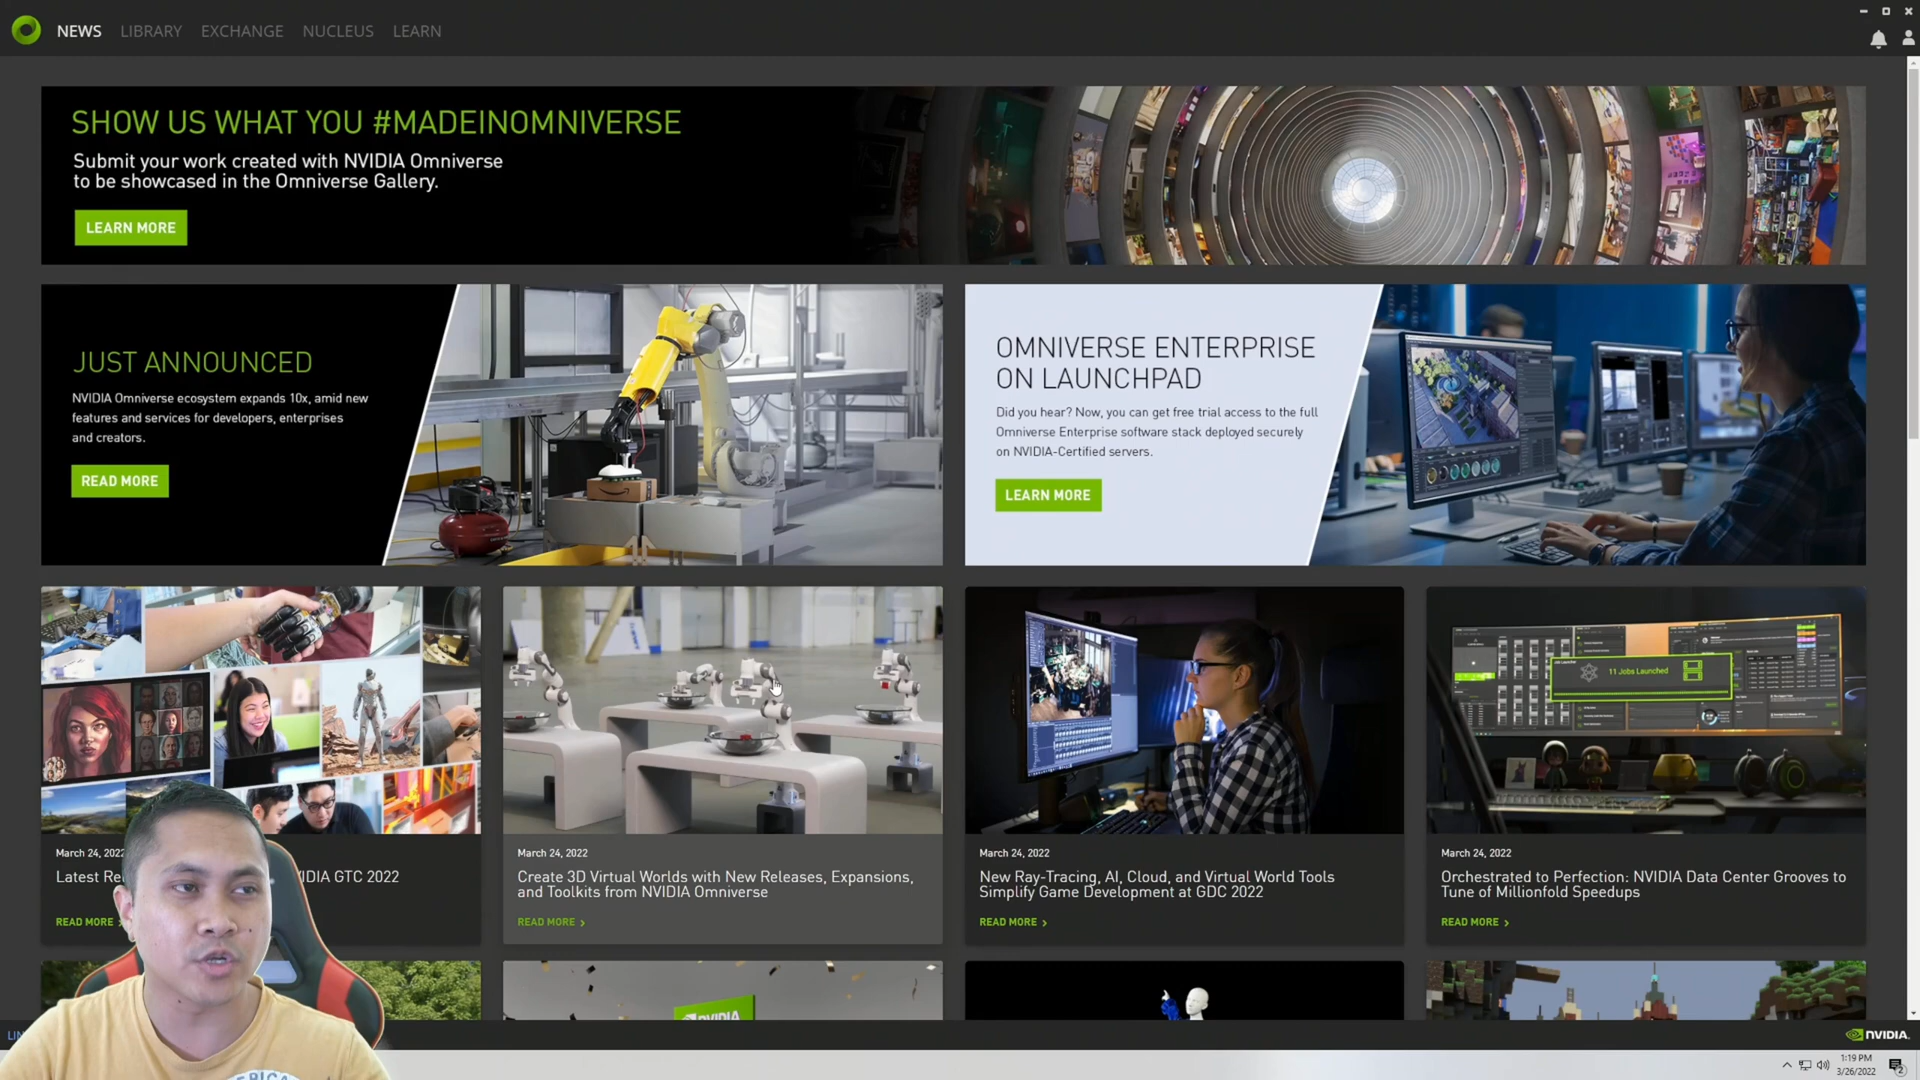 NEWS LIBRARY EXCHANGE NUCLEUS LEARN
SHOW US WHAT YOU #MADEINOMNIVERSE
Submit your work created with NVIDIA Omniverse
to be showcased in the Omniverse Gallery.
LEARN MORE
JUST ANNOUNCED
NVIDIA Omniverse ecosystem expands 10x, amid new
features and services for developers, enterprises
and creators.
READ MORE
OMNIVERSE ENTERPRISE
ON LAUNCHPAD
Did you hear? Now, you can get free trial access to the full
Omniverse Enterprise software stack deployed securely
on NVIDIA-Certified servers.
LEARN MORE
March 24, 2022
Latest IDIA GTC 2022
READ MORE
March 24, 2022
Create 3D Virtual Worlds with New Releases, Expansions,
and Toolkits from NVIDIA Omniverse
READ MORE >
March 24, 2022
New Ray-Tracing, AI, Cloud, and Virtual World Tools
Simplify Game Development at GDC 2022
READ MORE >
11 Jobs Launched
March 24, 2022
Orchestrated to Perfection: NVIDIA Data Center Grooves to
Tune of Millionfold Speedups
READ MORE >
NVIDIA
NVIDIA.
1:19 PM
3/26/2022
2